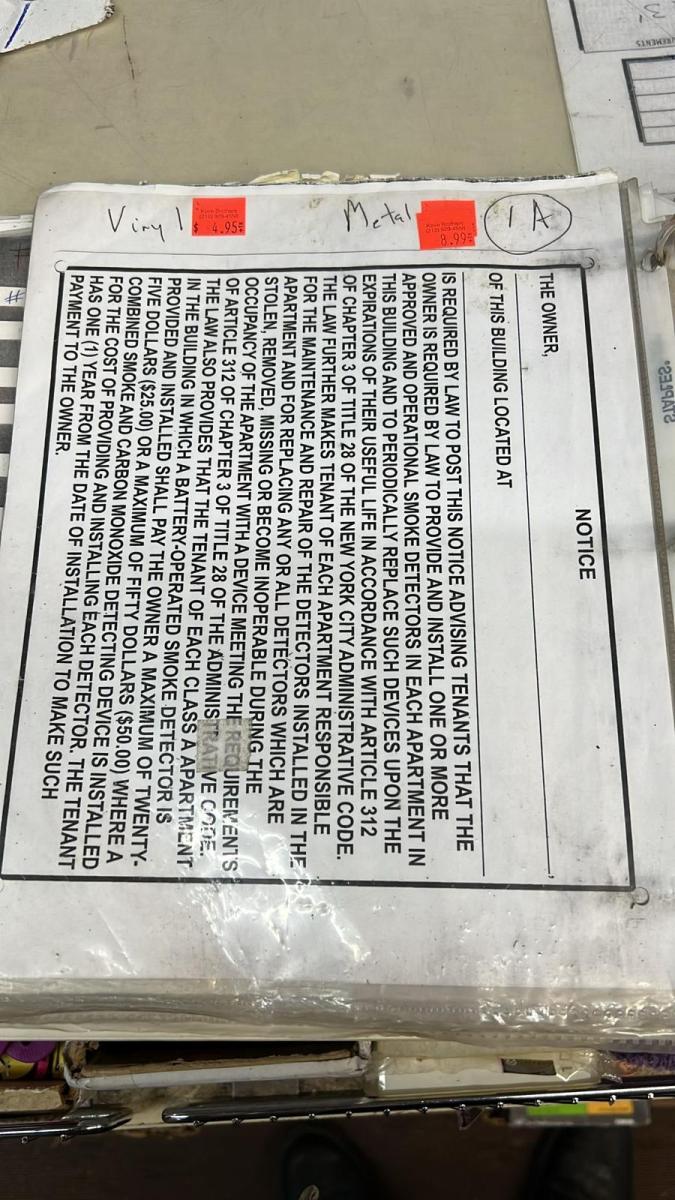 Vinyl
$ 4.95
Metal
8.99
1A
NOTICE
THE OWNER,
OF THIS BUILDING LOCATED AT
IS REQUIRED BY LAW TO POST THIS NOTICE ADVISING TENANTS THAT THE
OWNER IS REQUIRED BY LAW TO PROVIDE AND INSTALL ONE OR MORE
APPROVED AND OPERATIONAL SMOKE DETECTORS IN EACH APARTMENT IN
THIS BUILDING AND TO PERIODICALLY REPLACE SUCH DEVICES UPON THE
EXPIRATIONS OF THEIR USEFUL LIFE IN ACCORDANCE WITH ARTICLE 312
OF CHAPTER 3 OF TITLE 28 OF THE NEW YORK CITY ADMINISTRATIVE CODE.
THE LAW FURTHER MAKES TENANT OF EACH APARTMENT RESPONSIBLE
FOR THE MAINTENANCE AND REPAIR OF THE DETECTORS INSTALLED IN THE
APARTMENT AND FOR REPLACING ANY OR ALL DETECTORS WHICH ARE
STOLEN, REMOVED, MISSING OR BECOME INOPERABLE DURING THE
OCCUPANCY OF THE APARTMENT WITH A DEVICE MEETING THE REQUIREMENTS
OF ARTICLE 312 OF CHAPTER 3 OF TITLE 28 OF THE ADMINISTRATIVE CODE.
THE LAW ALSO PROVIDES THAT THE TENANT OF EACH CLASS A APARTMENT
IN THE BUILDING IN WHICH A BATTERY-OPERATED SMOKE DETECTOR IS
PROVIDED AND INSTALLED SHALL PAY THE OWNER A MAXIMUM OF TWENTY-
FIVE DOLLARS ($25.00) OR A MAXIMUM OF FIFTY DOLLARS ($50.00) WHERE A
COMBINED SMOKE AND CARBON MONOXIDE DETECTING DEVICE IS INSTALLED
FOR THE COST OF PROVIDING AND INSTALLING EACH DETECTOR. THE TENANT
HAS ONE (1) YEAR FROM THE DATE OF INSTALLATION TO MAKE SUCH
PAYMENT TO THE OWNER.
STAPLES